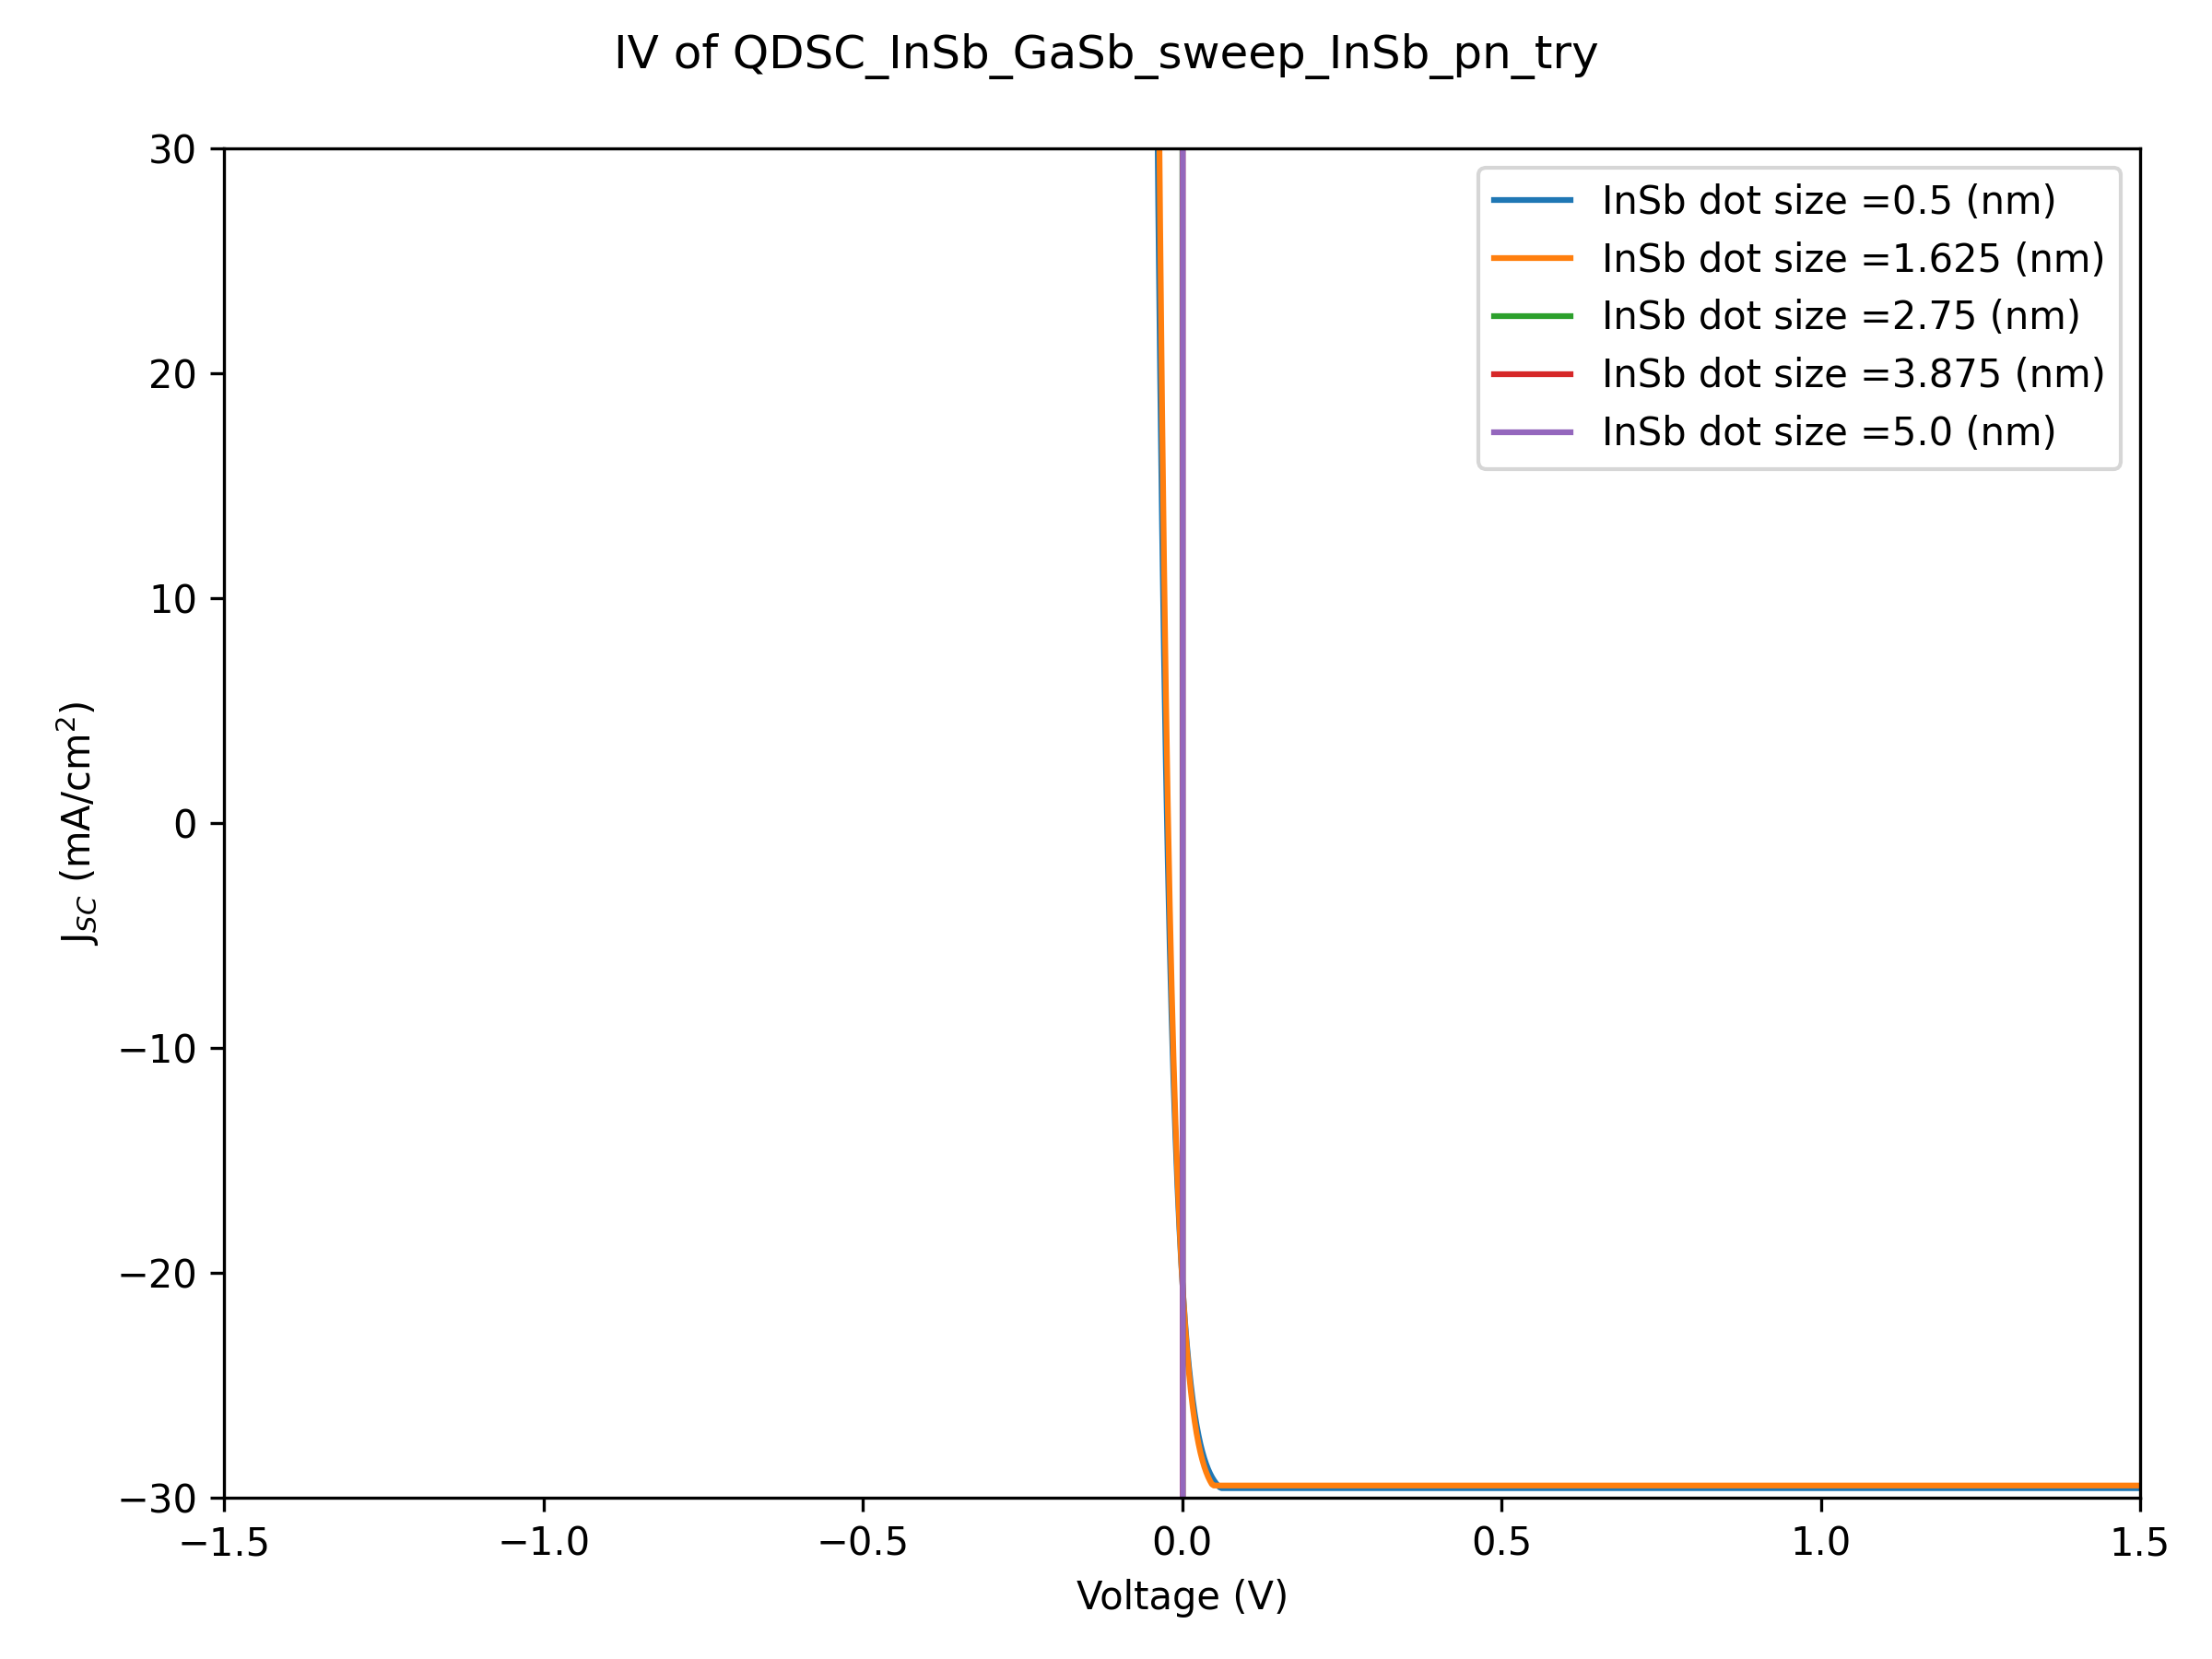 IV of QDSC_InSb_GaSb_sweep_InSb_pn_try
30
20
10
0
−10
−20
−30
J$_{SC}$ (mA/cm$^{2}$)
InSb dot size =0.5 (nm)
InSb dot size =1.625 (nm)
InSb dot size =2.75 (nm)
InSb dot size =3.875 (nm)
InSb dot size =5.0 (nm)
−1.5 −1.0 −0.5 0.0 0.5 1.0 1.5
Voltage (V)